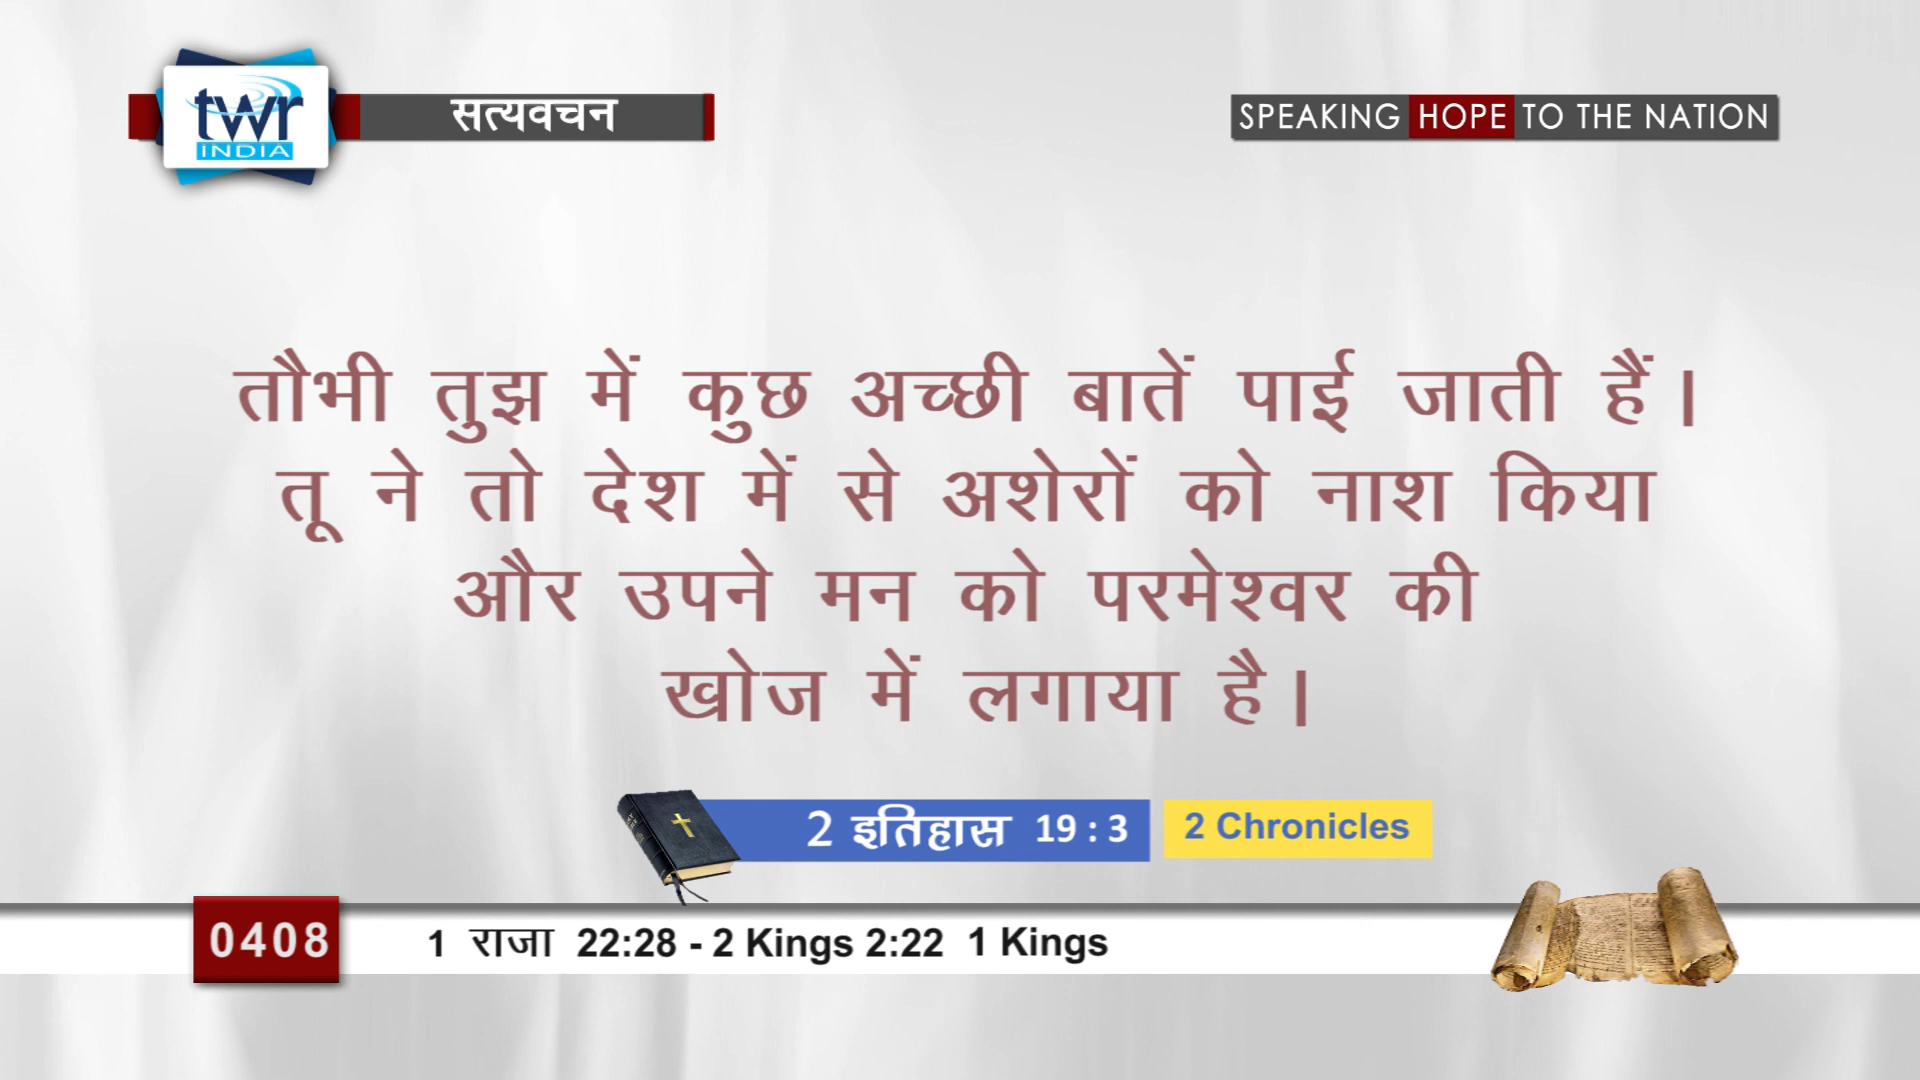 twr
INDIA
सत्यवचन
SPEAKING HOPE TO THE NATION
तौभी तुझ में कुछ अच्छी बातें पाई जाती हैं।
तू ने तो देश में से अशेरों को नाश किया
और उपने मन को परमेश्वर की
खोज में लगाया है।
2 इतिहास 19 : 3 2 Chronicles
0408 1 राजा 22:28 - 2 Kings 2:22 1 Kings